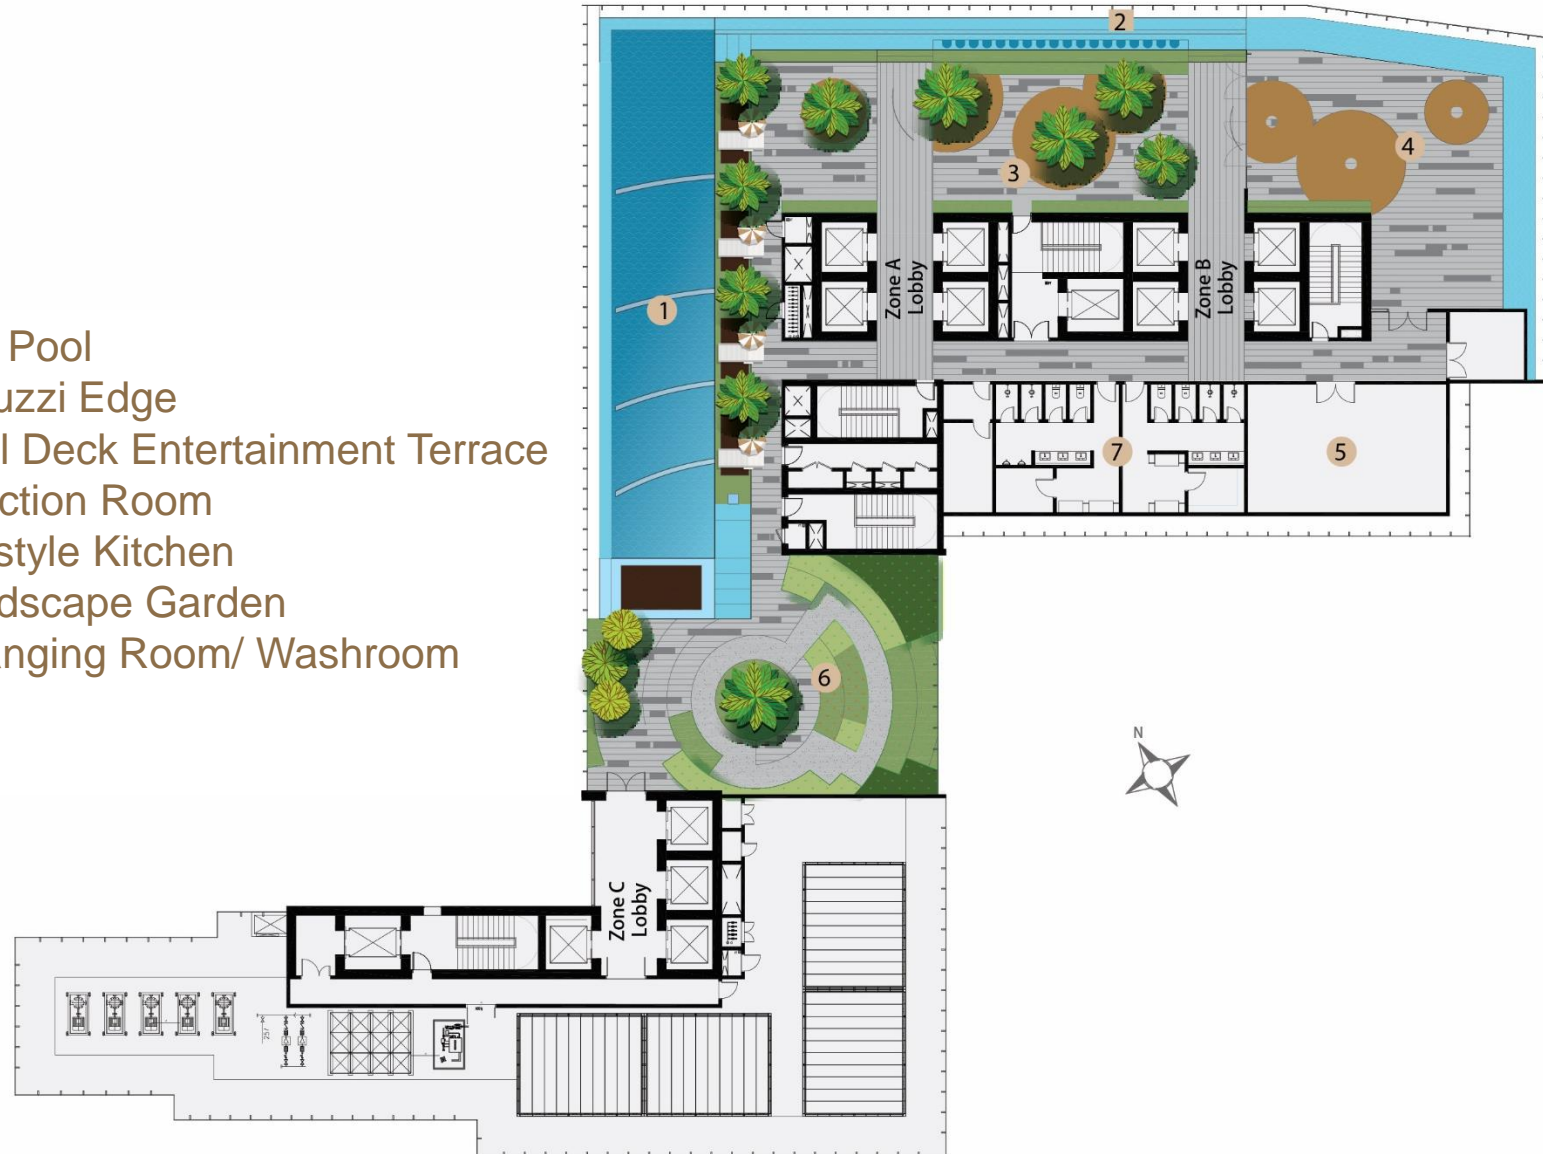 Pool
uzzi Edge
l Deck Entertainment Terrace
ction Room
style Kitchen
dscape Garden
anging Room/ Washroom
1
2
3
4
5
6
7
Zone A
Lobby
Zone B
Lobby
Zone C
Lobby
N